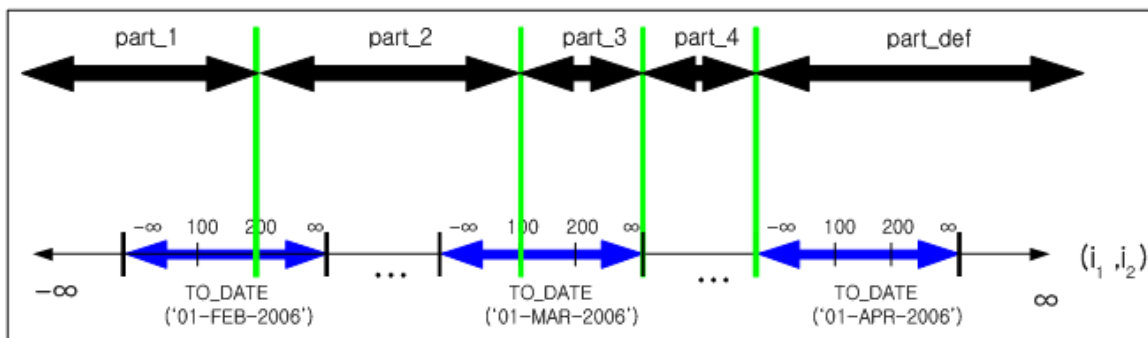 part_1 part_2 part_3 part_4 part_def
-∞ 100 200 ∞ -∞ 100 200 ∞ -∞ 100 200 ∞
... ... (i₁ ,i₂)
-∞ TO_DATE TO_DATE TO_DATE ∞
('01-FEB-2006') ('01-MAR-2006') ('01-APR-2006')